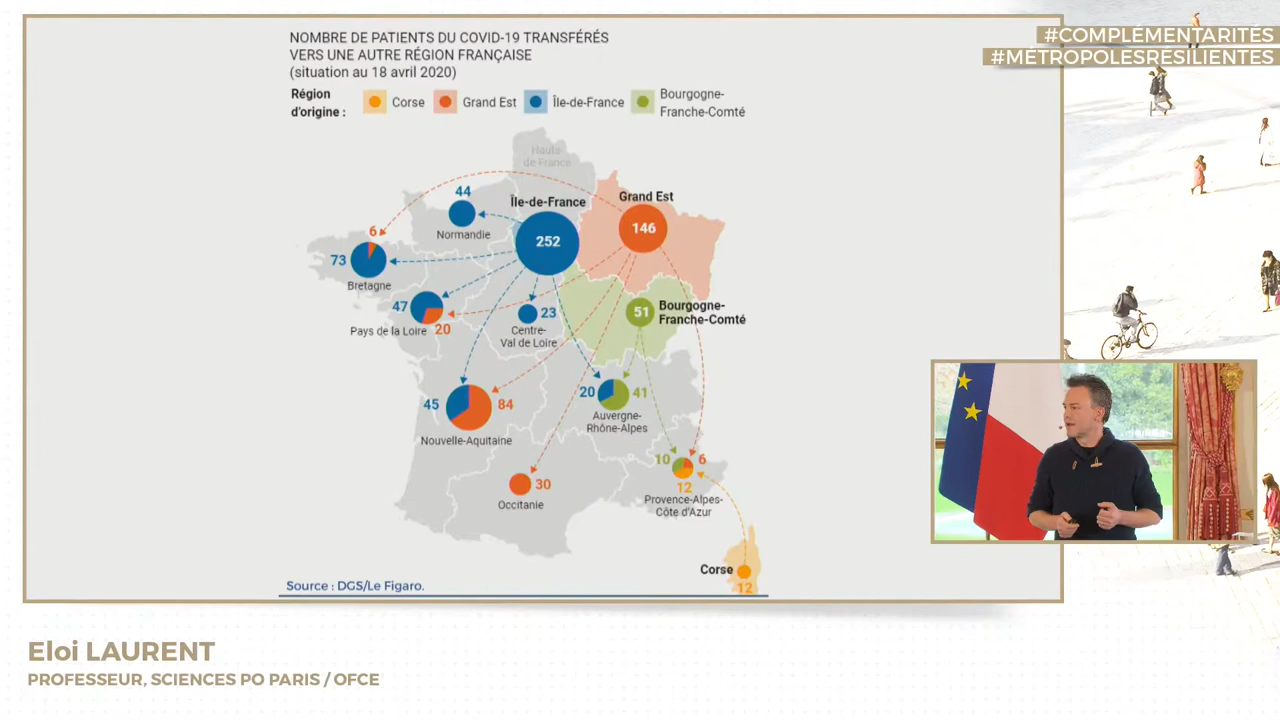 #COMPLÉMENTARITÉS
#MÉTROPOLESRÉSILIENTES
NOMBRE DE PATIENTS DU COVID-19 TRANSFÉRÉS
VERS UNE AUTRE RÉGION FRANÇAISE
(situation au 18 avril 2020)
Région
d'origine :
Corse
Grand Est
Île-de-France
Bourgogne-
Franche-Comté
Hauts-
de France
44
Normandie
Île-de-France
252
Grand Est
146
6
73
Bretagne
47
20
Pays de la Loire
23
Centre-
Val de Loire
51
Bourgogne-
Franche-Comté
45
84
Nouvelle-Aquitaine
20
41
Auvergne-
Rhône-Alpes
30
Occitanie
10
6
12
Provence-Alpes-
Côte d'Azur
Corse
12
Source : DGS/Le Figaro.
Eloi LAURENT
PROFESSEUR, SCIENCES PO PARIS / OFCE